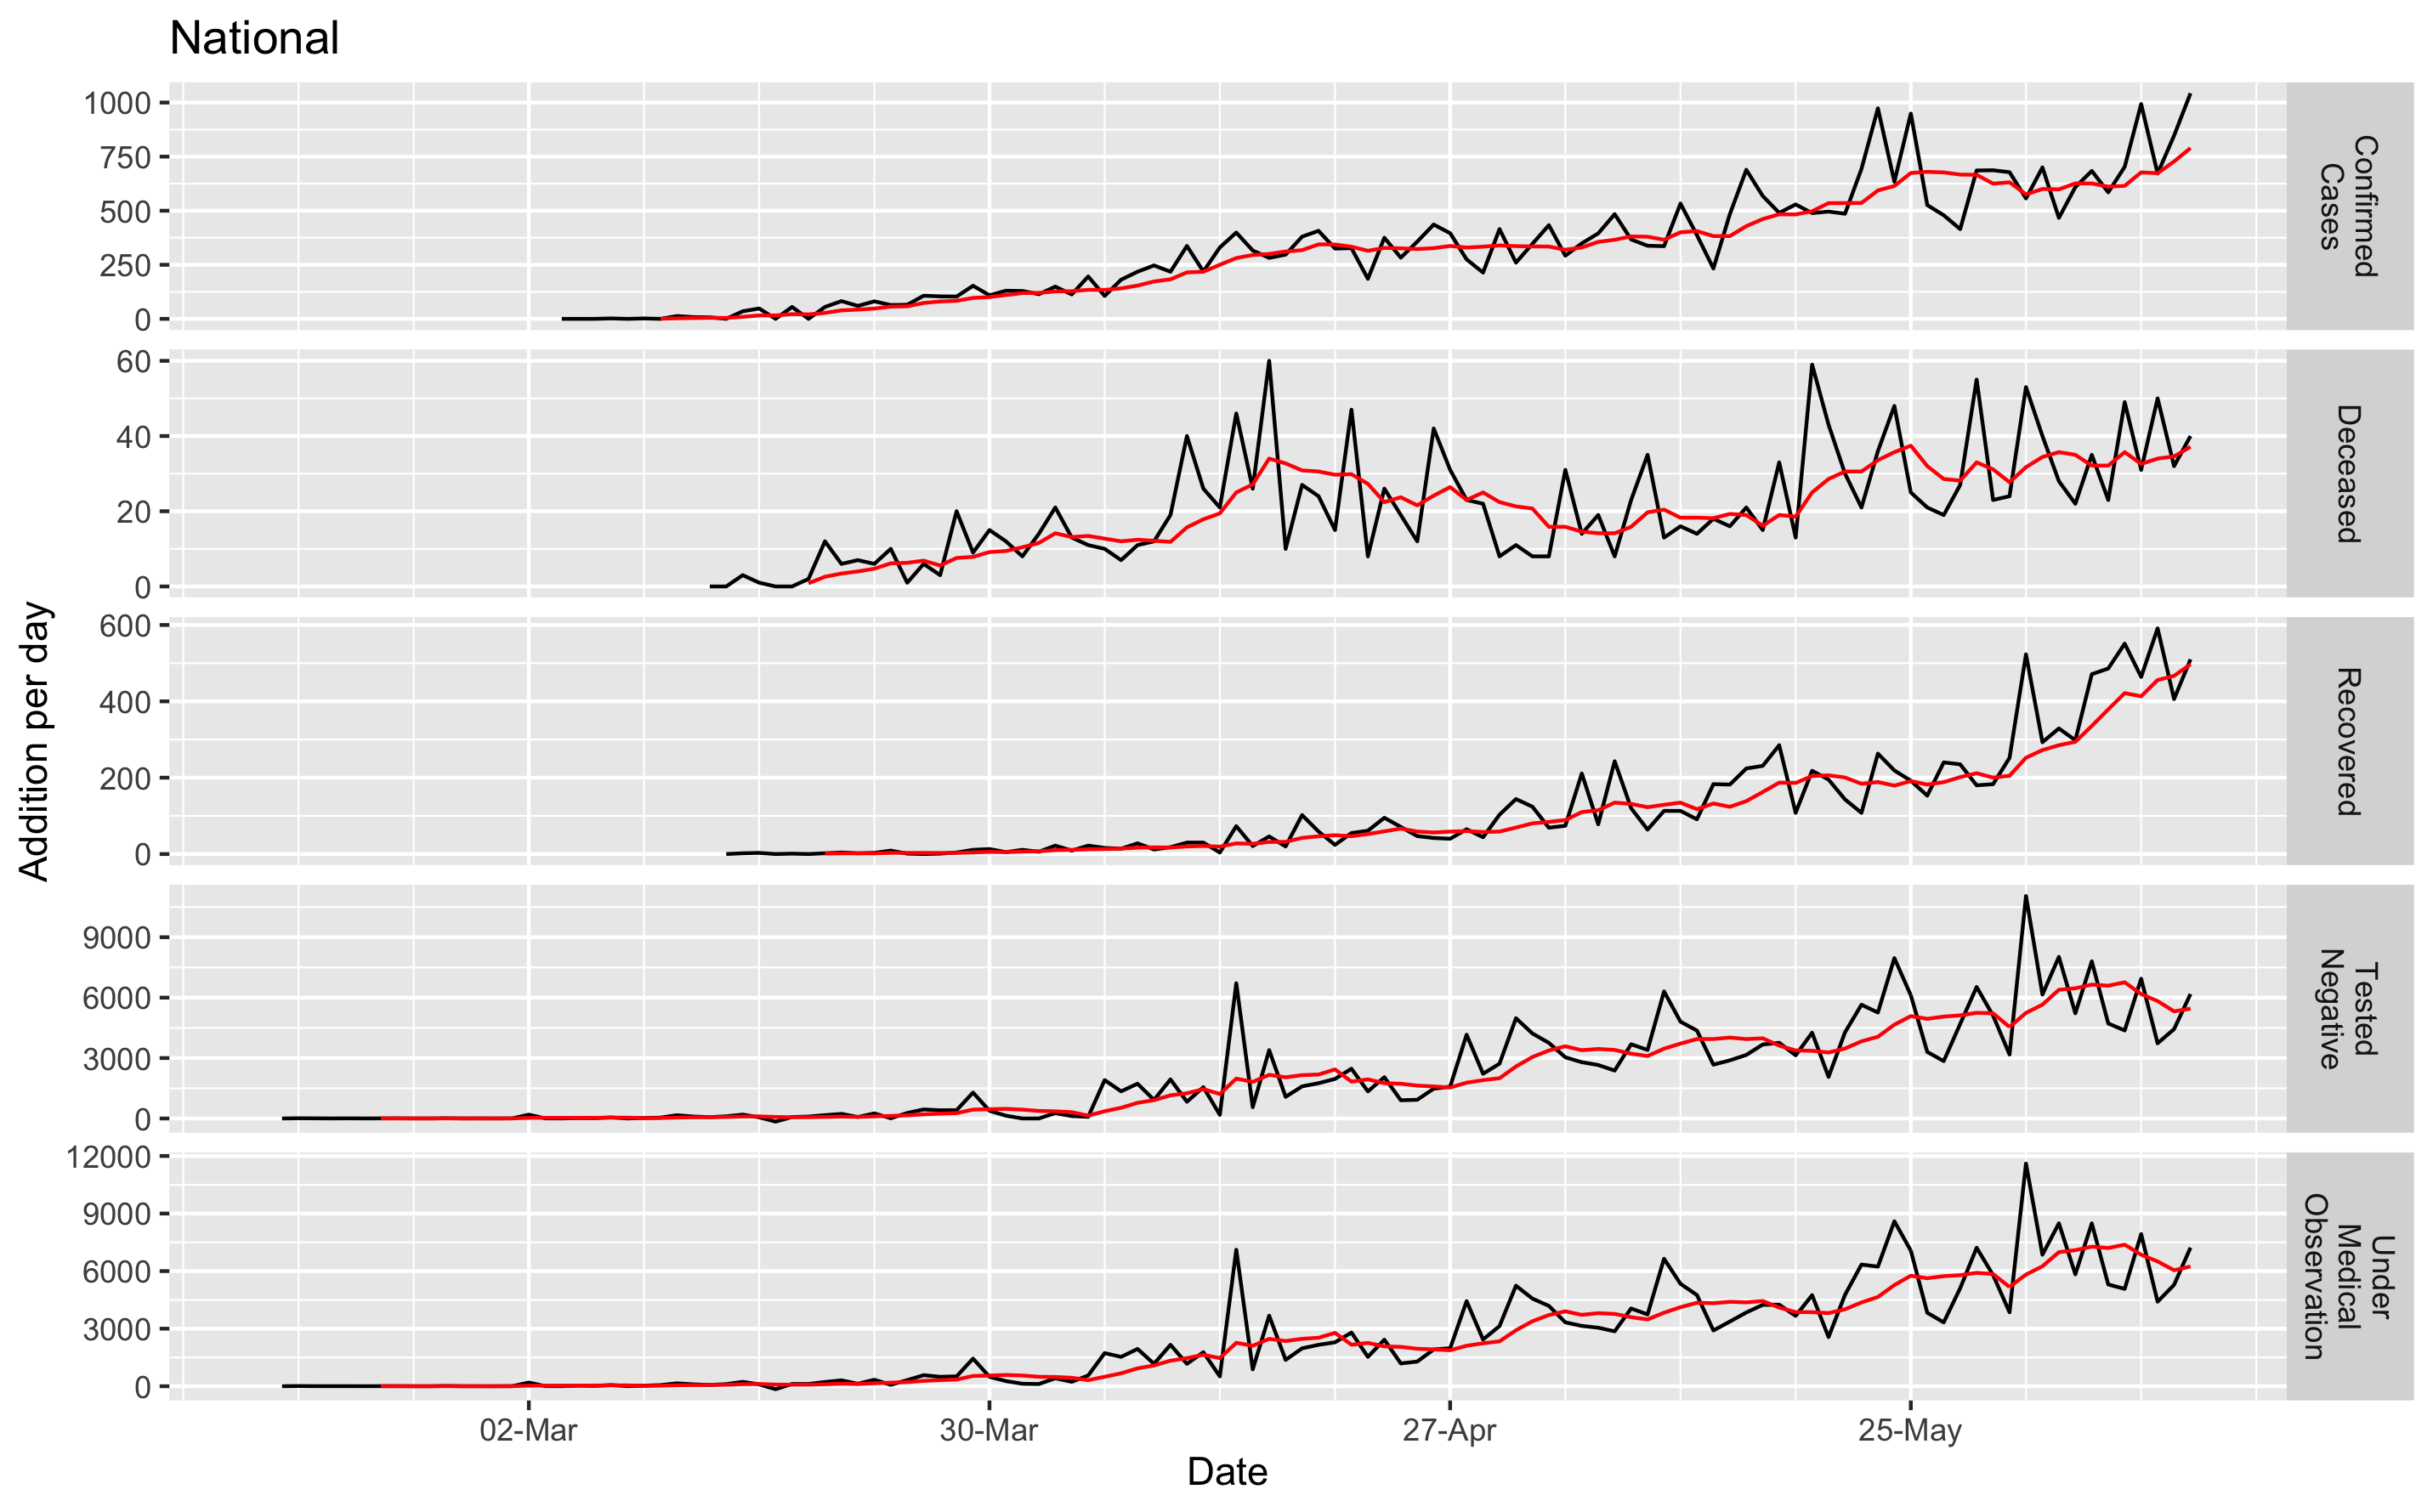 National
1000
750
500
250
0
Confirmed
Cases
60
40
20
0
Deceased
600
400
200
0
Recovered
9000
6000
3000
0
Tested
Negative
12000
9000
6000
3000
0
Under
Medical
Observation
Addition per day
02-Mar 30-Mar 27-Apr 25-May
Date